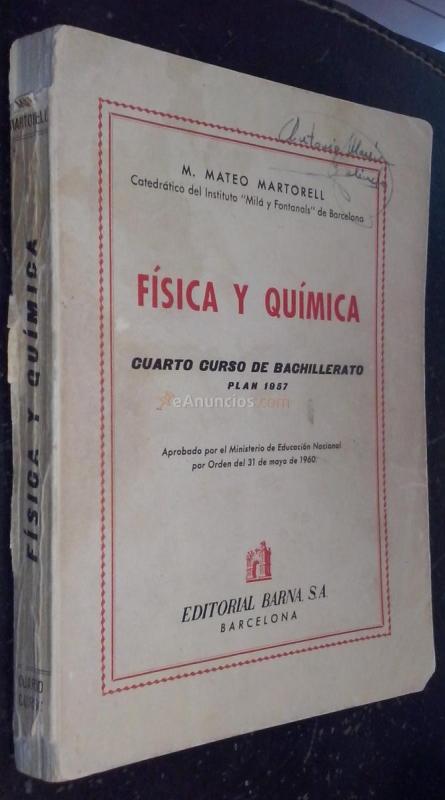 M. MATEO MARTORELL
Catedrático del Instituto "Milá y Fontanals" de Barcelona
FÍSICA Y QUÍMICA
CUARTO CURSO DE BACHILLERATO
PLAN 1957
eAnuncios.com
Aprobado por el Ministerio de Educación Nacional
por Orden del 31 de mayo de 1960
EDITORIAL BARNA, S.A.
BARCELONA
MARTORELL
FÍSICA Y QUÍMICA
CUARTO
CURSO